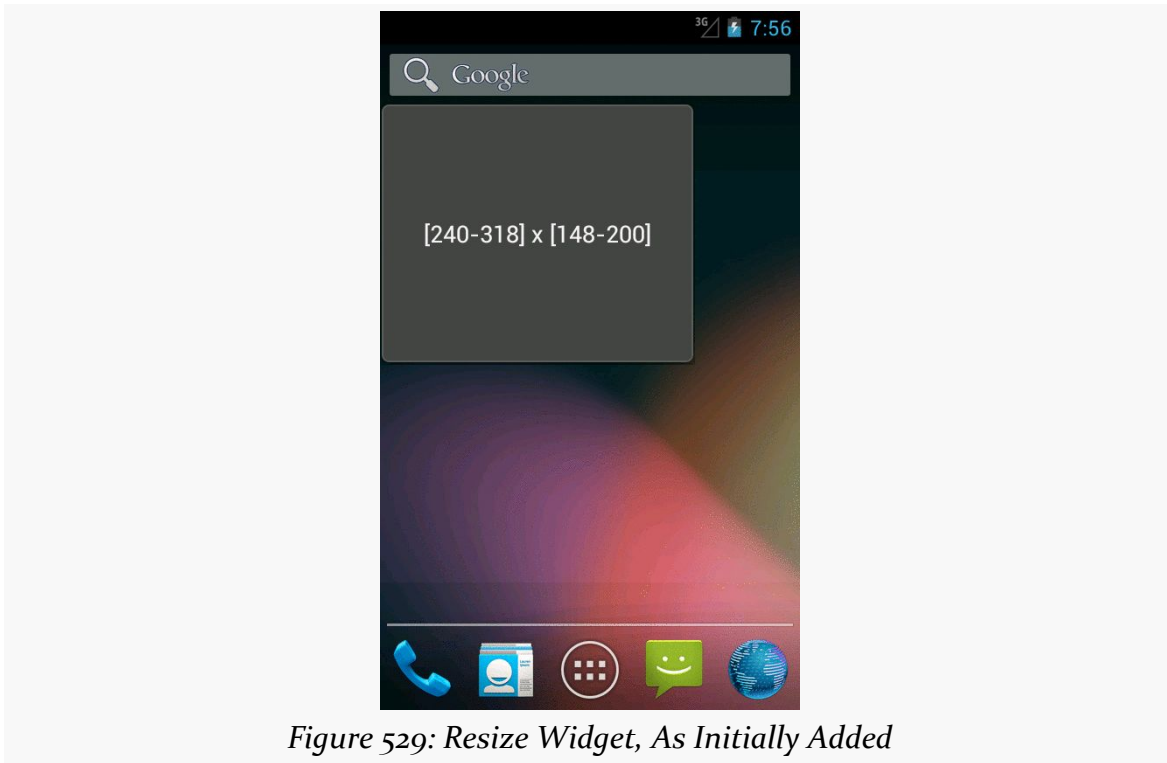 3G 7:56
Google
[240-318] x [148-200]
Figure 529: Resize Widget, As Initially Added